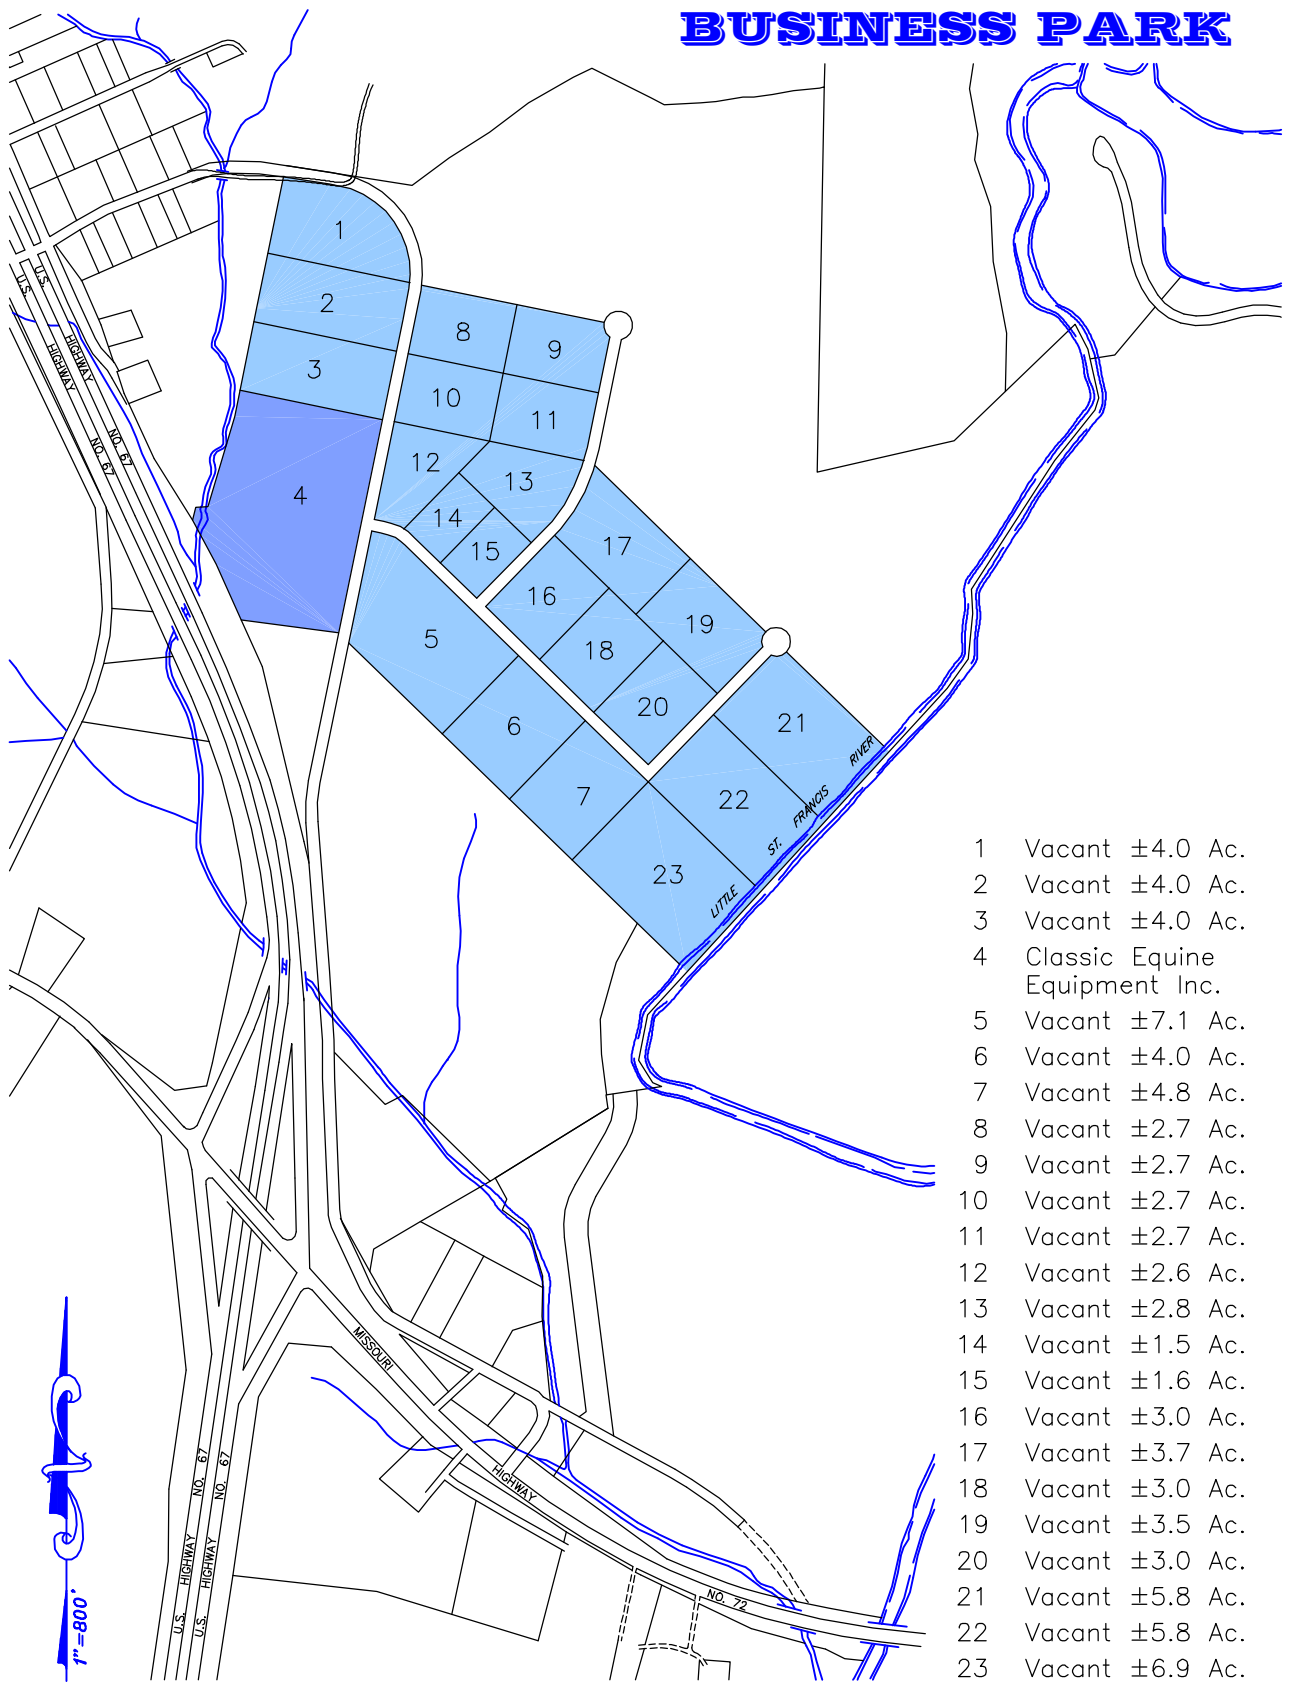 BUSINESS PARK
1
2
3
4
5
6
7
8
9
10
11
12
13
14
15
16
17
18
19
20
21
22
23
U.S. HIGHWAY NO. 67
U.S. HIGHWAY NO. 67
LITTLE ST. FRANCIS RIVER
MISSOURI HIGHWAY NO. 72
U.S. HIGHWAY NO. 67
U.S. HIGHWAY NO. 67
1"=800'
1 Vacant ±4.0 Ac.
2 Vacant ±4.0 Ac.
3 Vacant ±4.0 Ac.
4 Classic Equine
Equipment Inc.
5 Vacant ±7.1 Ac.
6 Vacant ±4.0 Ac.
7 Vacant ±4.8 Ac.
8 Vacant ±2.7 Ac.
9 Vacant ±2.7 Ac.
10 Vacant ±2.7 Ac.
11 Vacant ±2.7 Ac.
12 Vacant ±2.6 Ac.
13 Vacant ±2.8 Ac.
14 Vacant ±1.5 Ac.
15 Vacant ±1.6 Ac.
16 Vacant ±3.0 Ac.
17 Vacant ±3.7 Ac.
18 Vacant ±3.0 Ac.
19 Vacant ±3.5 Ac.
20 Vacant ±3.0 Ac.
21 Vacant ±5.8 Ac.
22 Vacant ±5.8 Ac.
23 Vacant ±6.9 Ac.